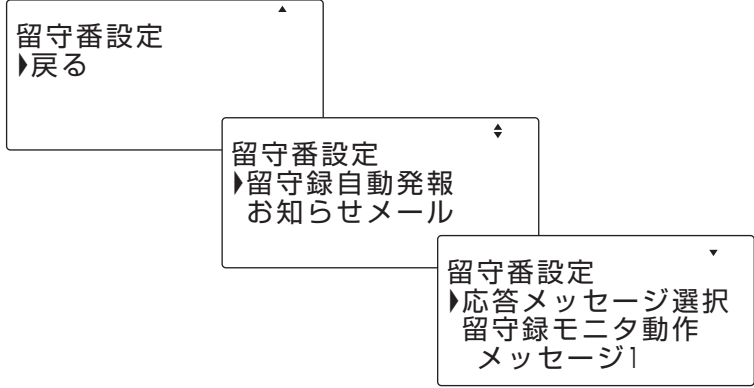 留守番設定
▶戻る
留守番設定
▶留守録自動発報
お知らせメール
留守番設定
▶応答メッセージ選択
留守録モニタ動作
メッセージ1